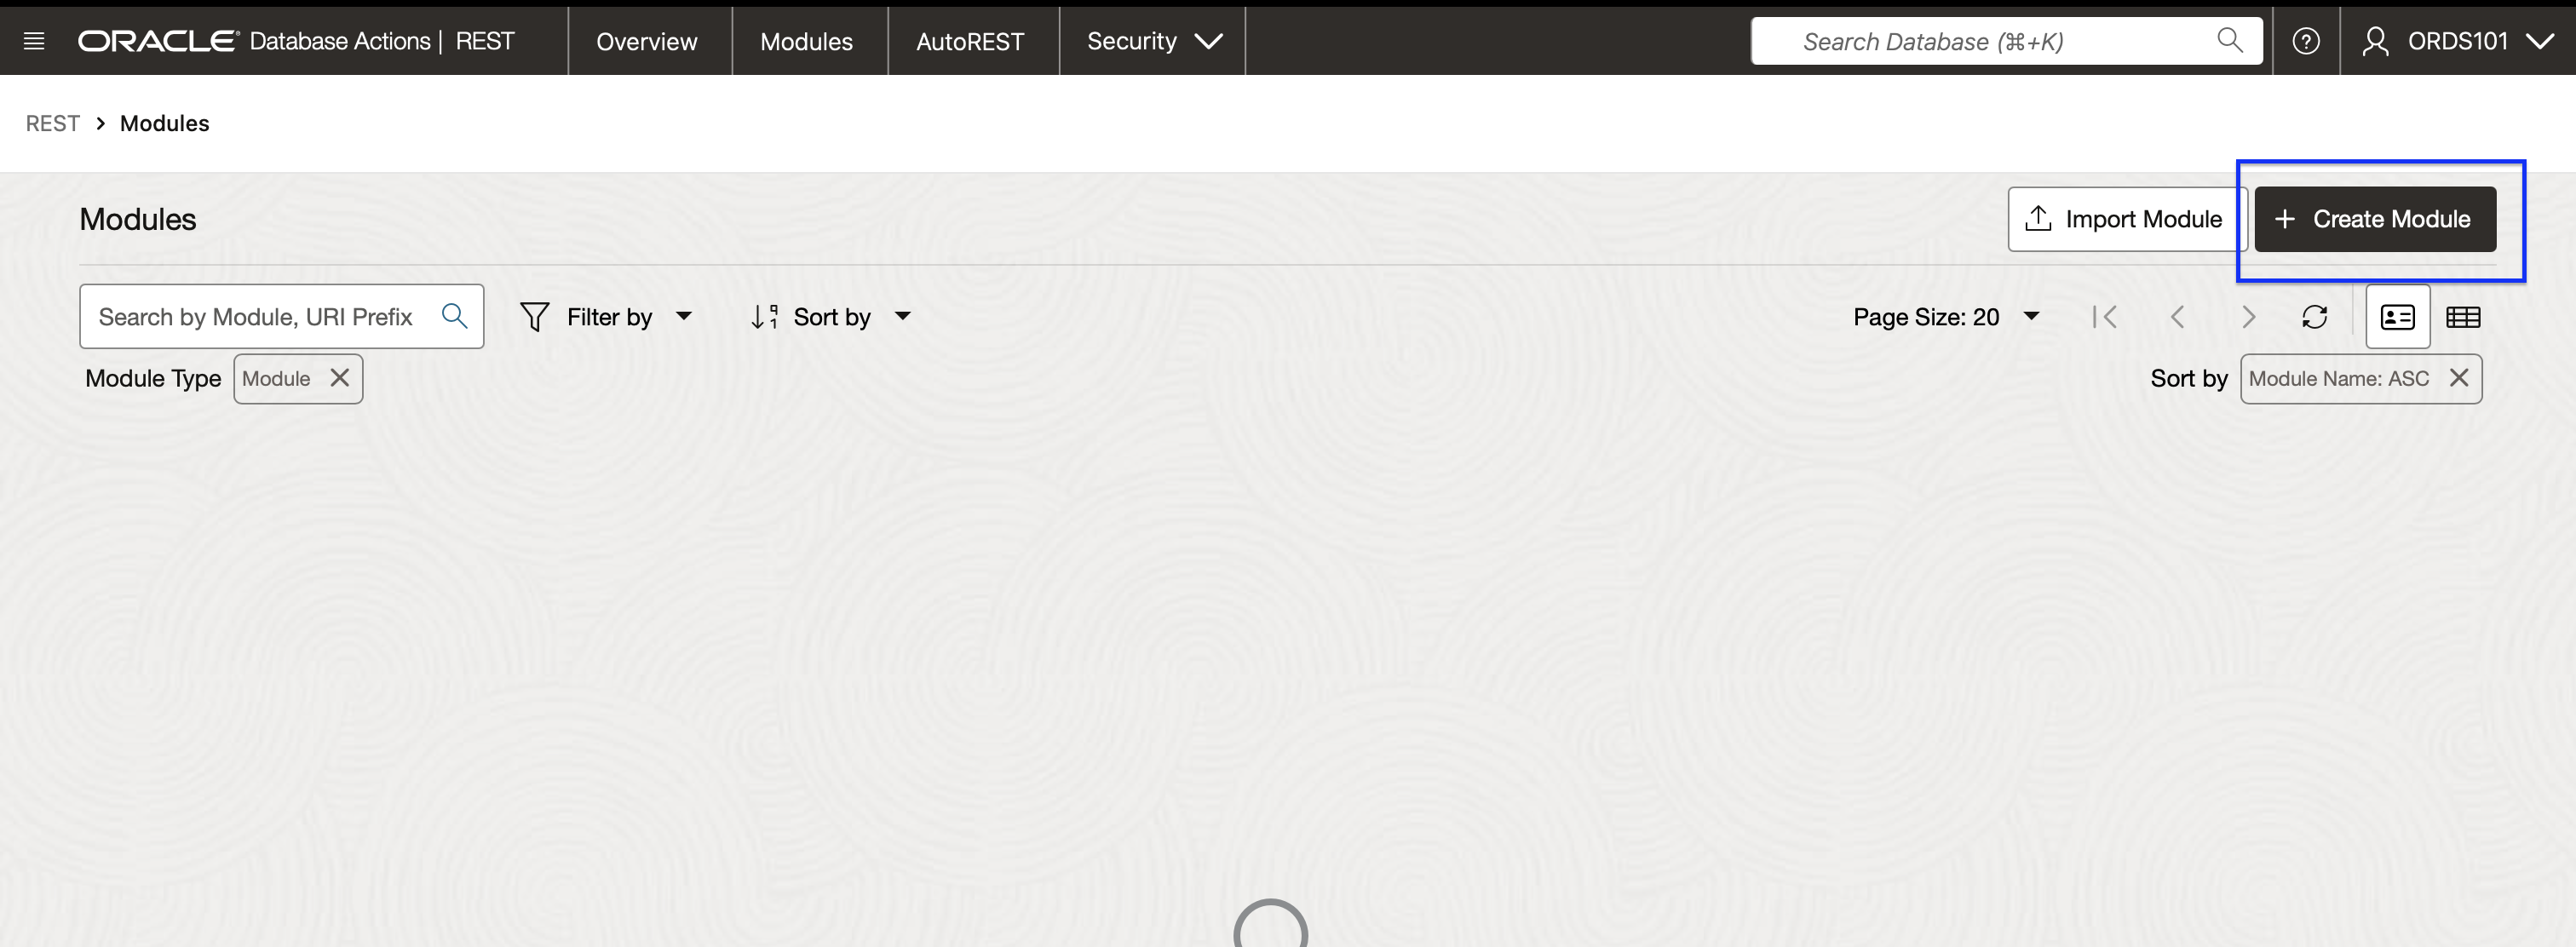 ORACLE Database Actions | REST Overview Modules AutoREST Security Search Database (⌘+K) ORDS101
REST > Modules
Modules Import Module + Create Module
Search by Module, URI Prefix Filter by Sort by Page Size: 20
Module Type Module Sort by Module Name: ASC